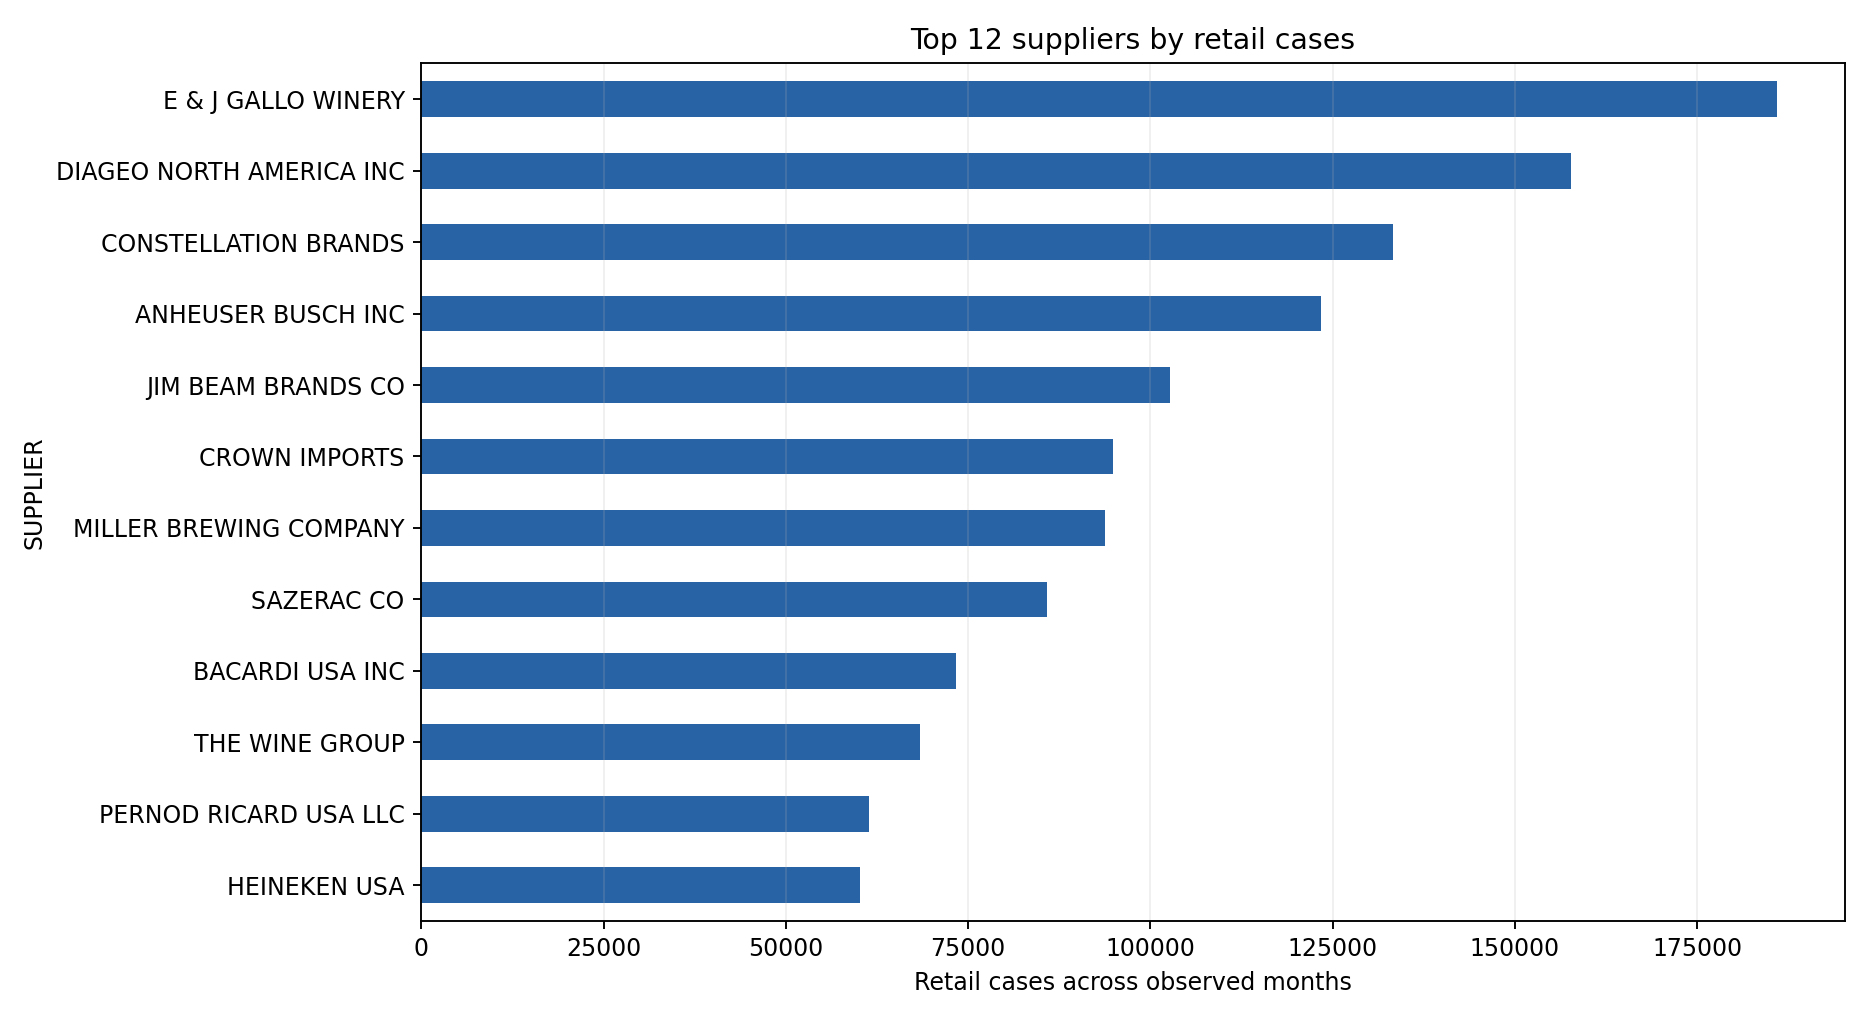 Top 12 suppliers by retail cases
SUPPLIER
E & J GALLO WINERY
DIAGEO NORTH AMERICA INC
CONSTELLATION BRANDS
ANHEUSER BUSCH INC
JIM BEAM BRANDS CO
CROWN IMPORTS
MILLER BREWING COMPANY
SAZERAC CO
BACARDI USA INC
THE WINE GROUP
PERNOD RICARD USA LLC
HEINEKEN USA
0 25000 50000 75000 100000 125000 150000 175000
Retail cases across observed months